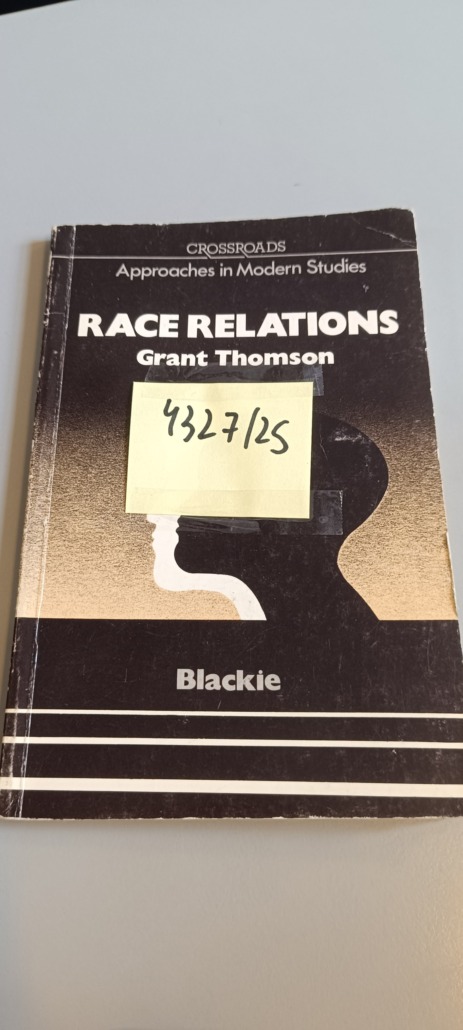 CROSSROADS
Approaches in Modern Studies
RACE RELATIONS
Grant Thomson
4327/25
Blackie